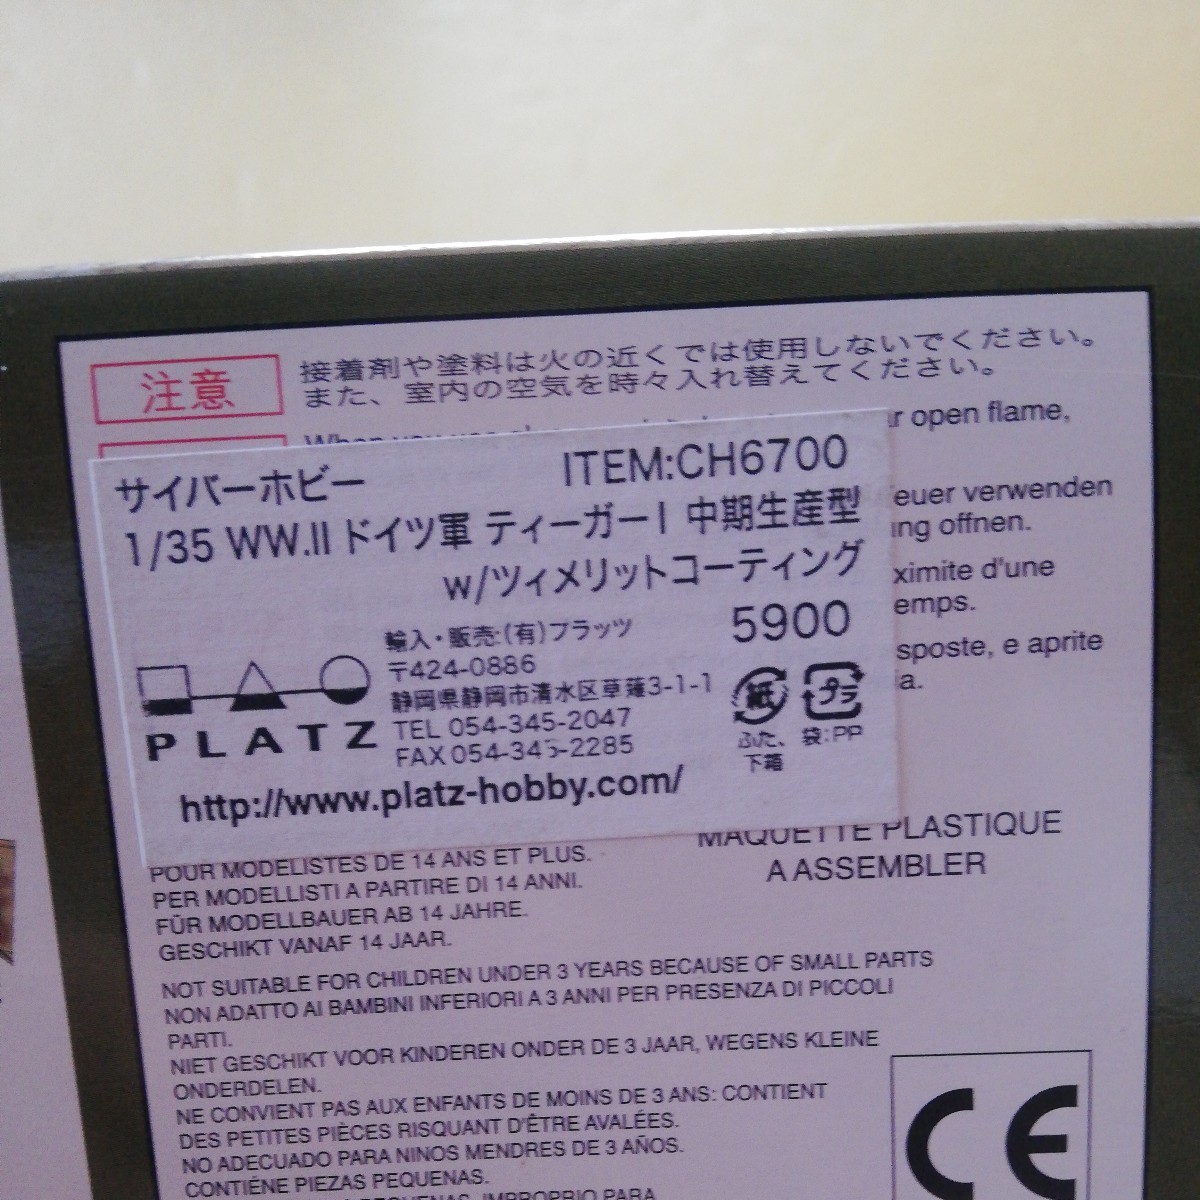 注意
接着剤や塗料は火の近くでは使用しないでください。
また、室内の空気を時々入れ替えてください。
open flame,
euer verwenden
offnen.
ximite d'une
emps.
sposte, e aprite
サイバーホビー ITEM:CH6700
1/35 WW.II ドイツ軍 ティーガーI 中期生産型
w/ツィメリットコーティング
5900
輸入・販売:(有)プラッツ
〒424-0886
静岡県静岡市清水区草薙3-1-1
TEL 054-345-2047
FAX 054-345-2285
PLATZ
http://www.platz-hobby.com/
紙 プラ
ふた、 袋:PP
下箱
MAQUETTE PLASTIQUE
A ASSEMBLER
POUR MODELISTES DE 14 ANS ET PLUS.
PER MODELLISTI A PARTIRE DI 14 ANNI.
FÜR MODELLBAUER AB 14 JAHRE.
GESCHIKT VANAF 14 JAAR.
NOT SUITABLE FOR CHILDREN UNDER 3 YEARS BECAUSE OF SMALL PARTS
NON ADATTO AI BAMBINI INFERIORI A 3 ANNI PER PRESENZA DI PICCOLI
PARTI.
NIET GESCHIKT VOOR KINDEREN ONDER DE 3 JAAR, WEGENS KLEINE
ONDERDELEN.
NE CONVIENT PAS AUX ENFANTS DE MOINS DE 3 ANS: CONTIENT
DES PETITES PIÈCES RISQUANT D'ÊTRE AVALÉES.
NO ADECUADO PARA NINOS MENDRES DE 3 AÑOS.
CONTIÉNE PIEZAS PEQUENAS.
IMPROPRIO PARA
CE